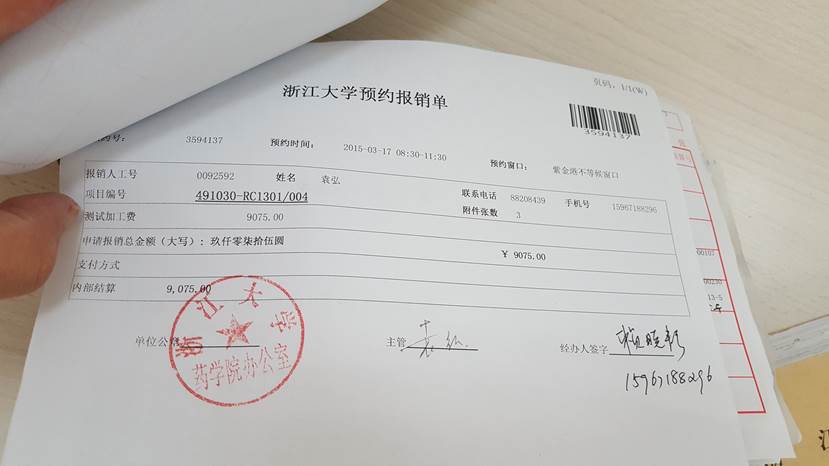 页码, 1/1(W)
浙江大学预约报销单
3594137
约号: 3594137 预约时间: 2015-03-17 08:30-11:30 预约窗口: 紫金港不等候窗口
报销人工号 0092592 姓名 袁弘 联系电话 88208439 手机号 15967188296
项目编号 491030-RC1301/004 附件张数 3
测试加工费 9075.00
申请报销总金额(大写): 玖仟零柒拾伍圆 ¥ 9075.00
支付方式
内部结算 9,075.00
单位公章 主管 袁弘 经办人签字
15967188296
浙江大学
药学院办公室
00107
00230
13-5